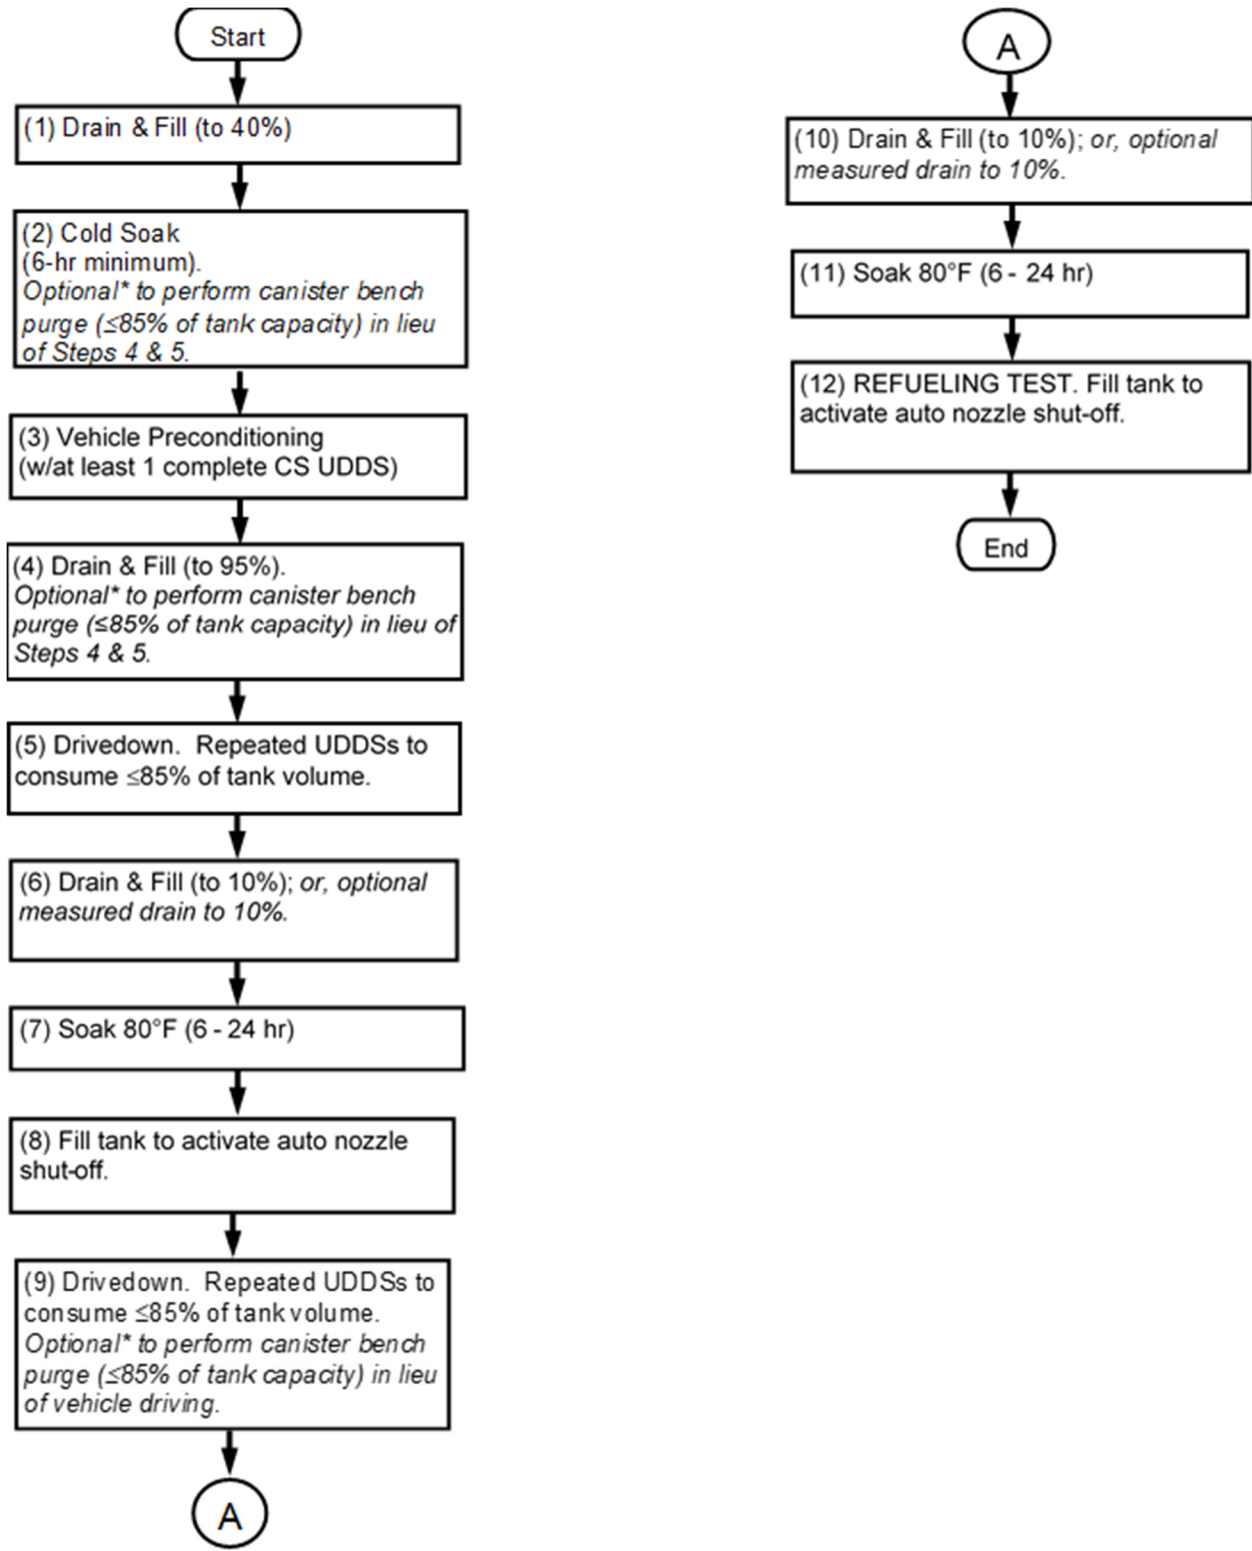 Start
(1) Drain & Fill (to 40%)
(2) Cold Soak
(6-hr minimum).
Optional* to perform canister bench
purge (≤85% of tank capacity) in lieu
of Steps 4 & 5.
(3) Vehicle Preconditioning
(w/at least 1 complete CS UDDS)
(4) Drain & Fill (to 95%).
Optional* to perform canister bench
purge (≤85% of tank capacity) in lieu of
Steps 4 & 5.
(5) Drivedown. Repeated UDDSs to
consume ≤85% of tank volume.
(6) Drain & Fill (to 10%); or, optional
measured drain to 10%.
(7) Soak 80°F (6 - 24 hr)
(8) Fill tank to activate auto nozzle
shut-off.
(9) Drivedown. Repeated UDDSs to
consume ≤85% of tank volume.
Optional* to perform canister bench
purge (≤85% of tank capacity) in lieu
of vehicle driving.
A
A
(10) Drain & Fill (to 10%); or, optional
measured drain to 10%.
(11) Soak 80°F (6 - 24 hr)
(12) REFUELING TEST. Fill tank to
activate auto nozzle shut-off.
End